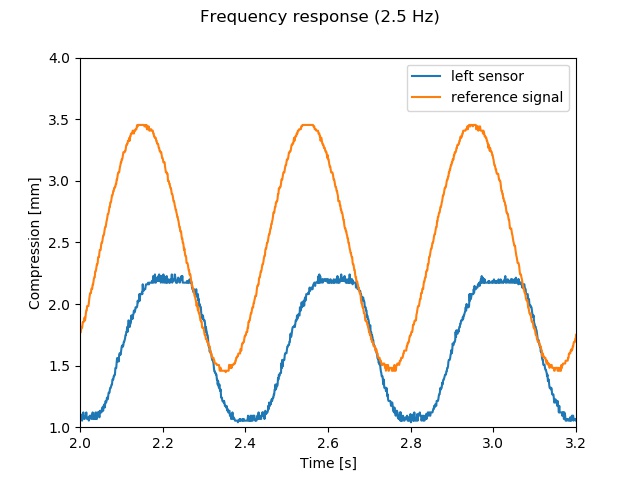 Frequency response (2.5 Hz)
4.0
3.5
3.0
2.5
2.0
1.5
1.0
Compression [mm]
left sensor
reference signal
2.0 2.2 2.4 2.6 2.8 3.0 3.2
Time [s]